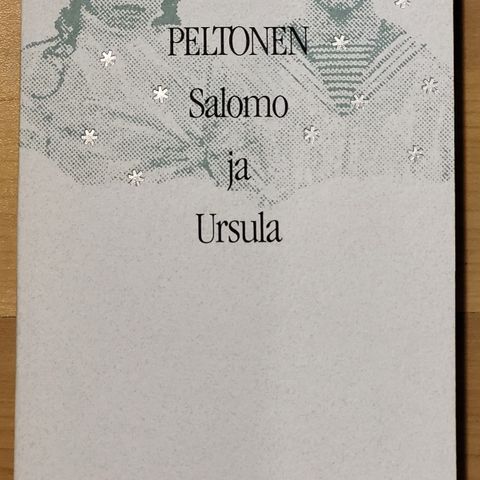 PELTONEN
Salomo
ja
Ursula